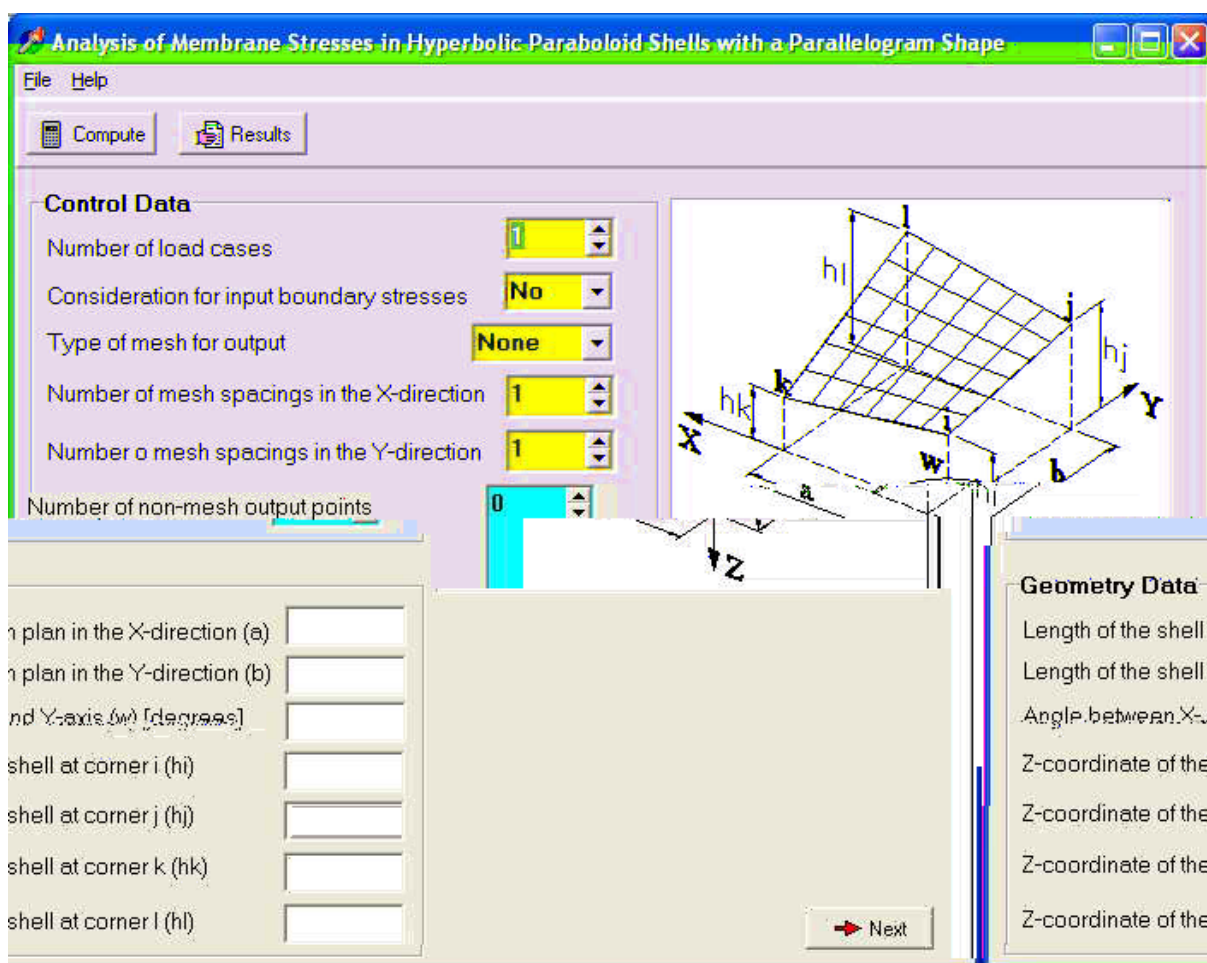 Analysis of Membrane Stresses in Hyperbolic Paraboloid Shells with a Parallelogram Shape
File Help
Compute Results
Control Data
Number of load cases 1
Consideration for input boundary stresses No
Type of mesh for output None
Number of mesh spacings in the X-direction 1
Number o mesh spacings in the Y-direction 1
Number of non-mesh output points 0
l
hl
j
hj
k
hk
i
X
Y
w
a
b
Z
n plan in the X-direction (a)
n plan in the Y-direction (b)
nd Y-axis (w) [degrees]
shell at corner i (hi)
shell at corner j (hj)
shell at corner k (hk)
shell at corner l (hl)
Next
Geometry Data
Length of the shell
Length of the shell
Angle between X-
Z-coordinate of the
Z-coordinate of the
Z-coordinate of the
Z-coordinate of the